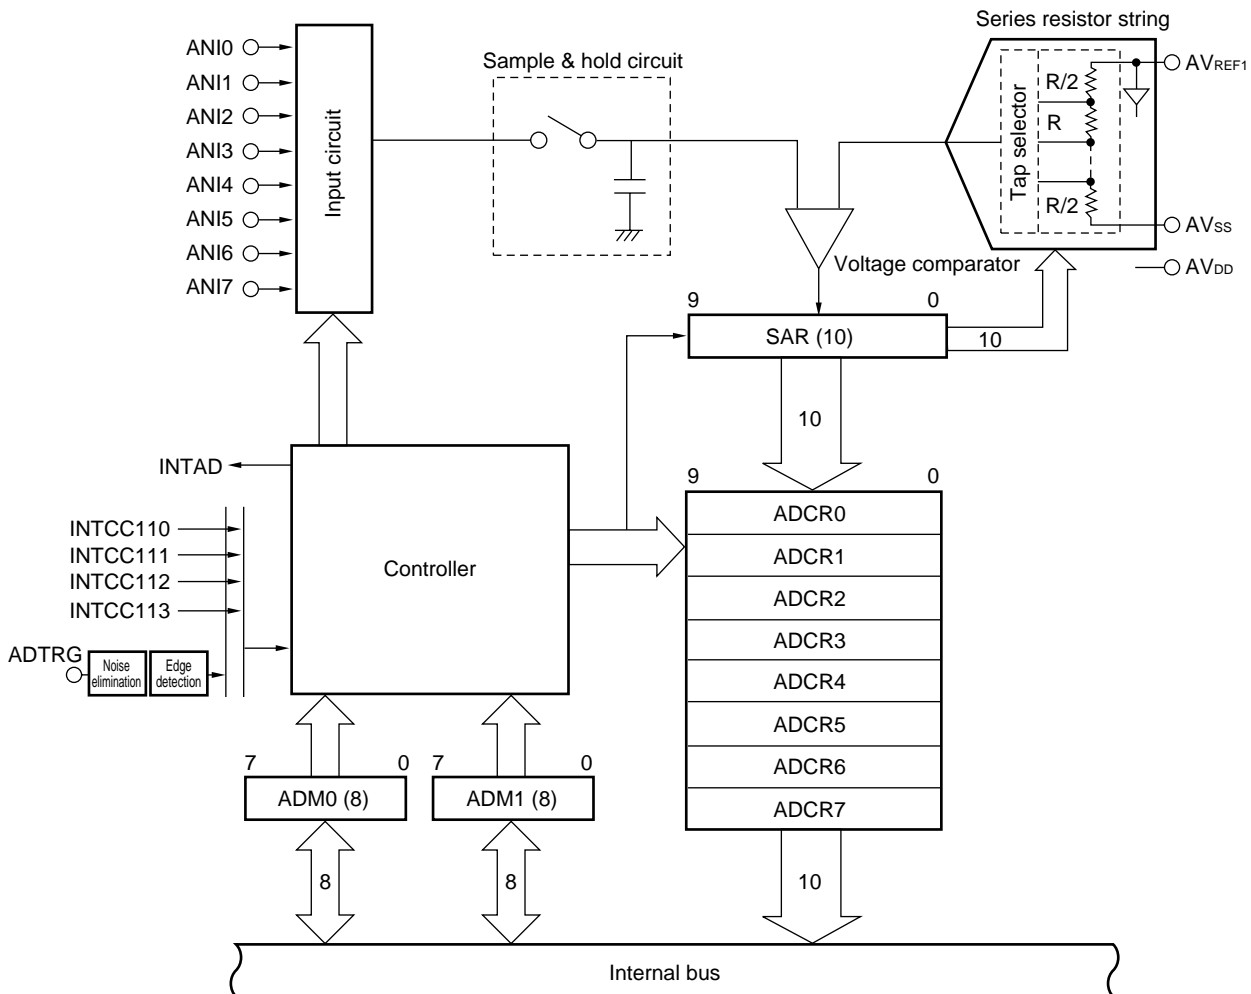 Series resistor string
ANI0
ANI1
ANI2
ANI3
ANI4
ANI5
ANI6
ANI7
Input circuit
Sample & hold circuit
Tap selector
R/2
R
R/2
AVREF1
AVSS
AVDD
Voltage comparator
9 0
SAR (10)
10
10
INTAD
INTCC110
INTCC111
INTCC112
INTCC113
ADTRG
Noise
elimination
Edge
detection
Controller
9 0
ADCR0
ADCR1
ADCR2
ADCR3
ADCR4
ADCR5
ADCR6
ADCR7
7 0
ADM0 (8)
7 0
ADM1 (8)
8
8
10
Internal bus